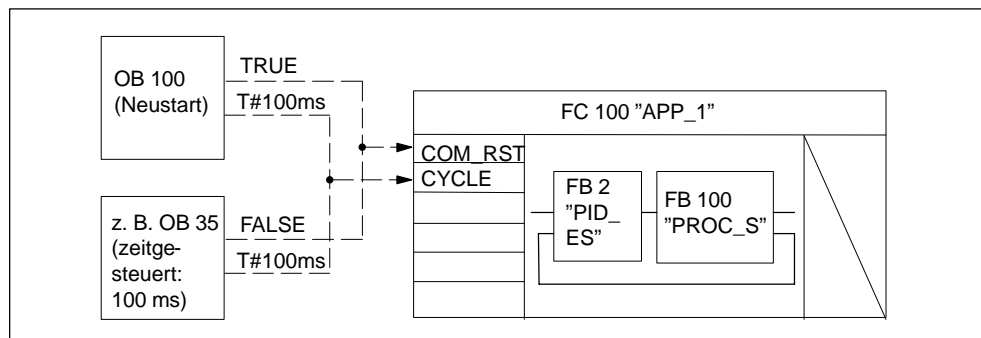 OB 100
(Neustart)
TRUE
T#100ms
z. B. OB 35
(zeitge-
steuert:
100 ms)
FALSE
T#100ms
FC 100 ”APP_1”
COM_RST
CYCLE
FB 2
”PID_
ES”
FB 100
”PROC_S”